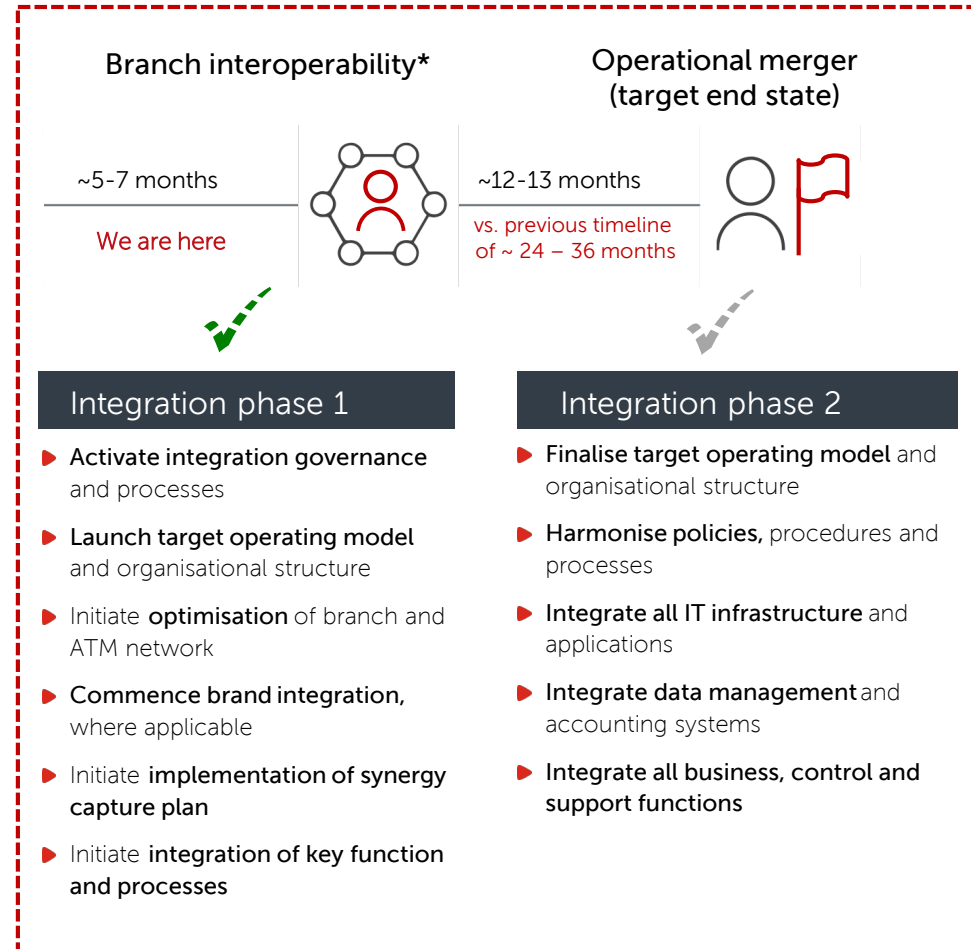 Branch interoperability*
Operational merger
(target end state)
~5-7 months
We are here
~12-13 months
vs. previous timeline
of ~ 24 – 36 months
Integration phase 1
Activate integration governance
and processes
Launch target operating model
and organisational structure
Initiate optimisation of branch and
ATM network
Commence brand integration,
where applicable
Initiate implementation of synergy
capture plan
Initiate integration of key function
and processes
Integration phase 2
Finalise target operating model and
organisational structure
Harmonise policies, procedures and
processes
Integrate all IT infrastructure and
applications
Integrate data management and
accounting systems
Integrate all business, control and
support functions